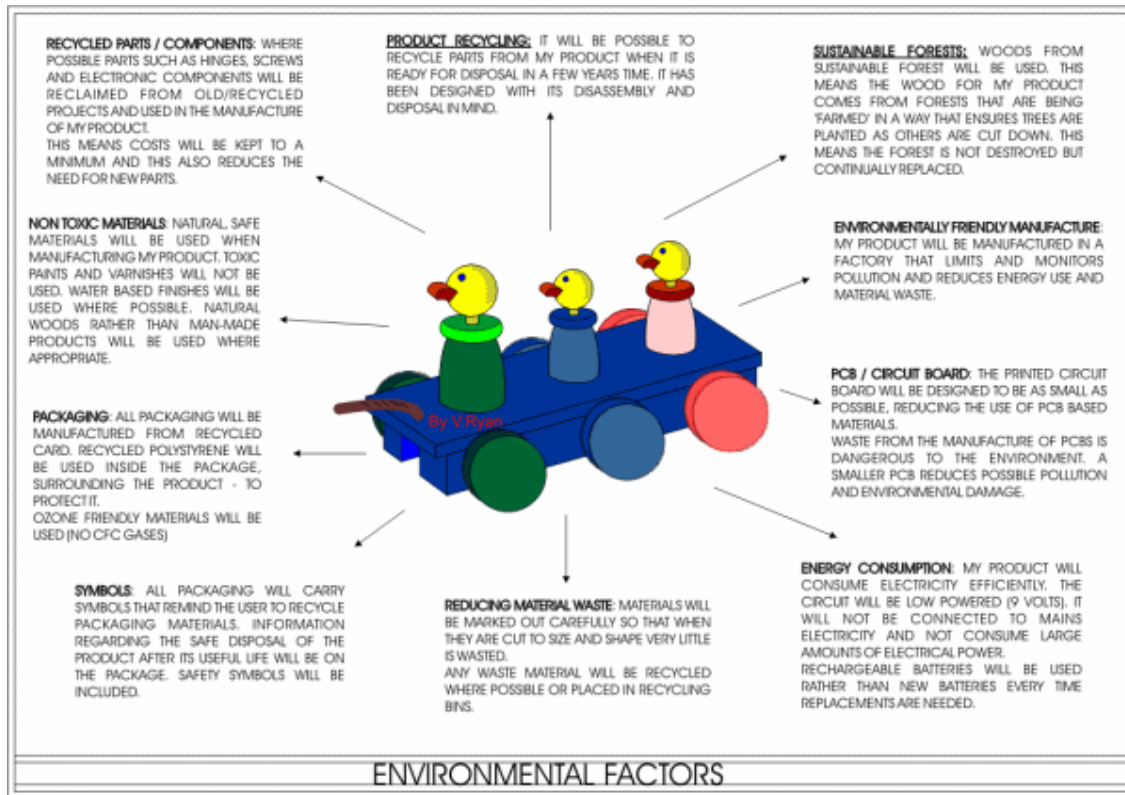 RECYCLED PARTS / COMPONENTS: WHERE
POSSIBLE PARTS SUCH AS HINGES, SCREWS
AND ELECTRONIC COMPONENTS WILL BE
RECLAIMED FROM OLD/RECYCLED
PROJECTS AND USED IN THE MANUFACTURE
OF MY PRODUCT.
THIS MEANS COSTS WILL BE KEPT TO A
MINIMUM AND THIS ALSO REDUCES THE
NEED FOR NEW PARTS.
PRODUCT RECYCLING: IT WILL BE POSSIBLE TO
RECYCLE PARTS FROM MY PRODUCT WHEN IT IS
READY FOR DISPOSAL IN A FEW YEARS TIME. IT HAS
BEEN DESIGNED WITH ITS DISASSEMBLY AND
DISPOSAL IN MIND.
SUSTAINABLE FORESTS: WOODS FROM
SUSTAINABLE FOREST WILL BE USED. THIS
MEANS THE WOOD FOR MY PRODUCT
COMES FROM FORESTS THAT ARE BEING
'FARMED' IN A WAY THAT ENSURES TREES ARE
PLANTED AS OTHERS ARE CUT DOWN. THIS
MEANS THE FOREST IS NOT DESTROYED BUT
CONTINUALLY REPLACED.
NON TOXIC MATERIALS: NATURAL, SAFE
MATERIALS WILL BE USED WHEN
MANUFACTURING MY PRODUCT. TOXIC
PAINTS AND VARNISHES WILL NOT BE
USED. WATER BASED FINISHES WILL BE
USED WHERE POSSIBLE. NATURAL
WOODS RATHER THAN MAN-MADE
PRODUCTS WILL BE USED WHERE
APPROPRIATE.
ENVIRONMENTALLY FRIENDLY MANUFACTURE:
MY PRODUCT WILL BE MANUFACTURED IN A
FACTORY THAT LIMITS AND MONITORS
POLLUTION AND REDUCES ENERGY USE AND
MATERIAL WASTE.
PCB / CIRCUIT BOARD: THE PRINTED CIRCUIT
BOARD WILL BE DESIGNED TO BE AS SMALL AS
POSSIBLE, REDUCING THE USE OF PCB BASED
MATERIALS.
WASTE FROM THE MANUFACTURE OF PCBS IS
DANGEROUS TO THE ENVIRONMENT. A
SMALLER PCB REDUCES POSSIBLE POLLUTION
AND ENVIRONMENTAL DAMAGE.
PACKAGING: ALL PACKAGING WILL BE
MANUFACTURED FROM RECYCLED
CARD. RECYCLED POLYSTYRENE WILL
BE USED INSIDE THE PACKAGE,
SURROUNDING THE PRODUCT - TO
PROTECT IT.
OZONE FRIENDLY MATERIALS WILL BE
USED (NO CFC GASES)
By V.Ryan
SYMBOLS: ALL PACKAGING WILL CARRY
SYMBOLS THAT REMIND THE USER TO RECYCLE
PACKAGING MATERIALS. INFORMATION
REGARDING THE SAFE DISPOSAL OF THE
PRODUCT AFTER ITS USEFUL LIFE WILL BE ON
THE PACKAGE. SAFETY SYMBOLS WILL BE
INCLUDED.
REDUCING MATERIAL WASTE: MATERIALS WILL
BE MARKED OUT CAREFULLY SO THAT WHEN
THEY ARE CUT TO SIZE AND SHAPE VERY LITTLE
IS WASTED.
ANY WASTE MATERIAL WILL BE RECYCLED
WHERE POSSIBLE OR PLACED IN RECYCLING
BINS.
ENERGY CONSUMPTION: MY PRODUCT WILL
CONSUME ELECTRICITY EFFICIENTLY. THE
CIRCUIT WILL BE LOW POWERED (9 VOLTS). IT
WILL NOT BE CONNECTED TO MAINS
ELECTRICITY AND NOT CONSUME LARGE
AMOUNTS OF ELECTRICAL POWER.
RECHARGEABLE BATTERIES WILL BE USED
RATHER THAN NEW BATTERIES EVERY TIME
REPLACEMENTS ARE NEEDED.
ENVIRONMENTAL FACTORS